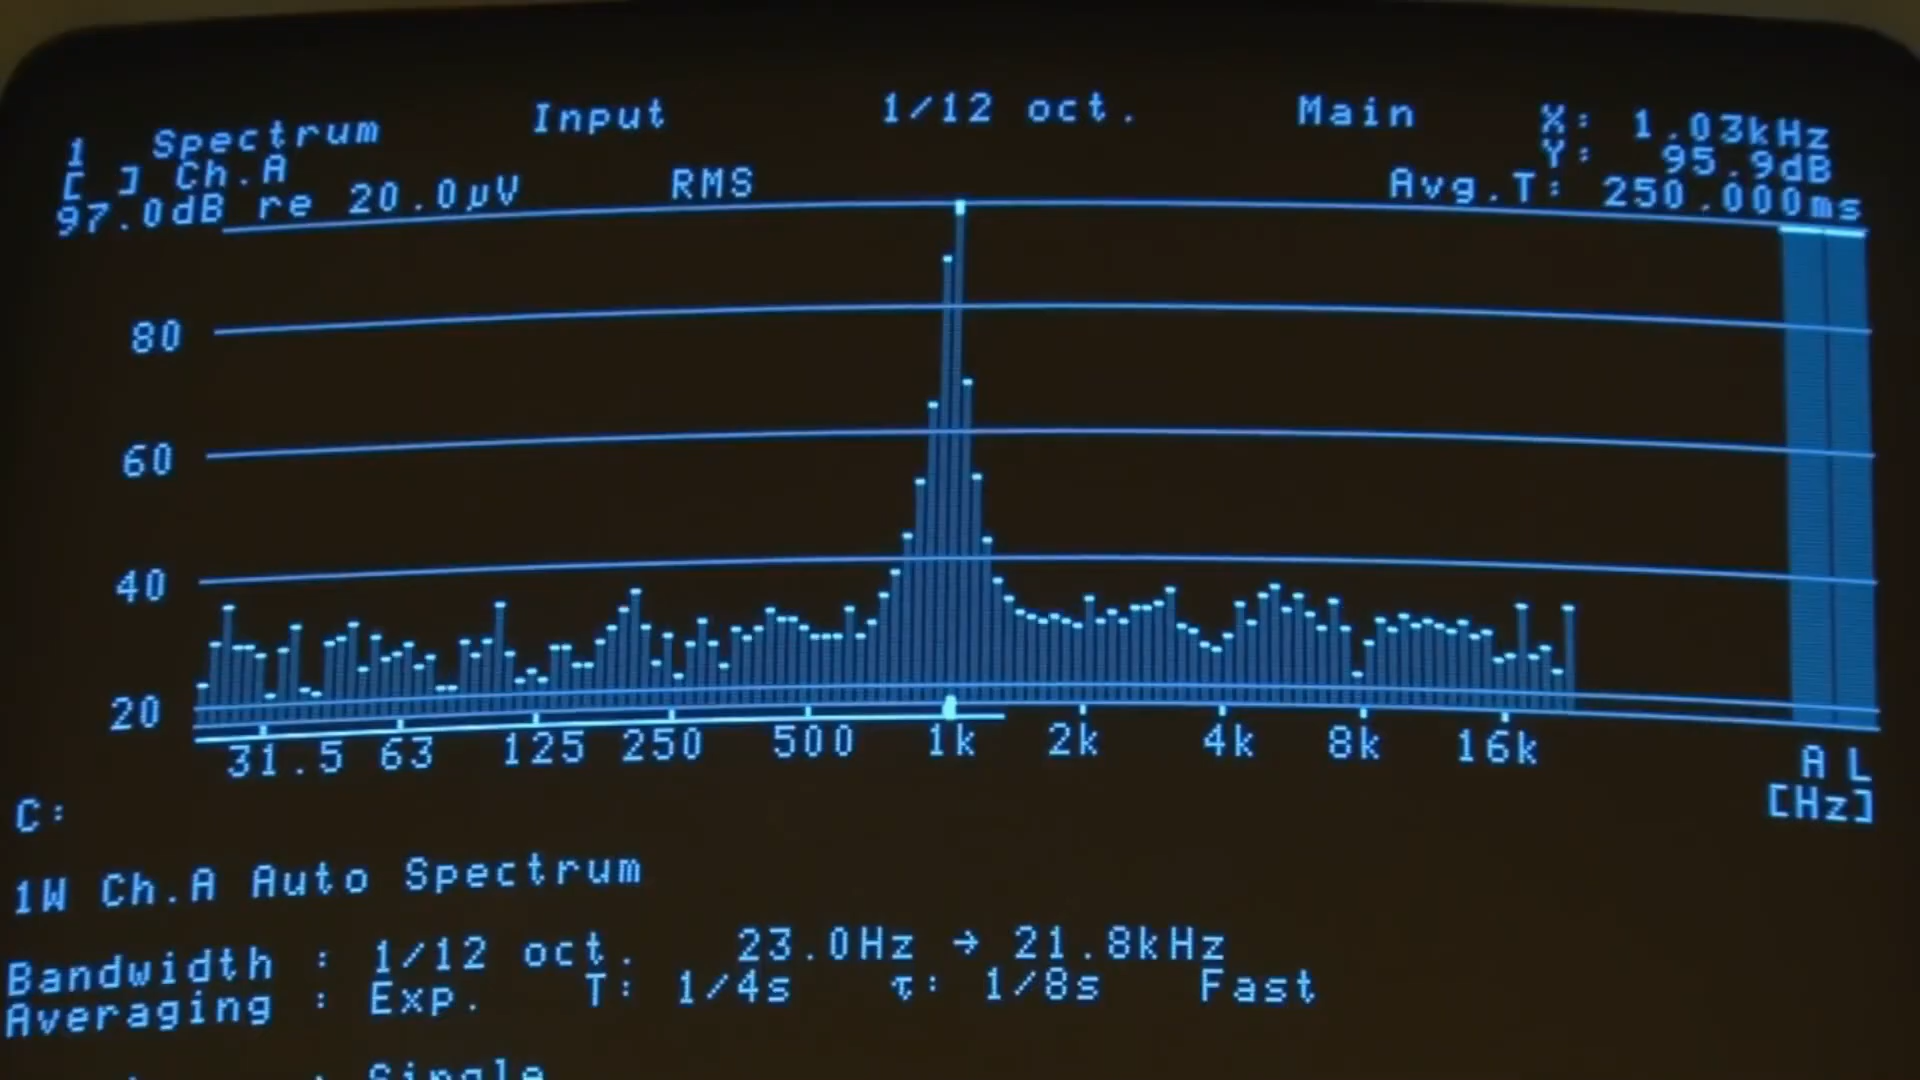 1 Spectrum Input 1/12 oct. Main X: 1.03kHz
[ ] Ch.A Y: 95.9dB
97.0dB re 20.0µV RMS Avg.T: 250.000ms
80
60
40
20
31.5 63 125 250 500 1k 2k 4k 8k 16k A L
[Hz]
C:
1W Ch.A Auto Spectrum
Bandwidth : 1/12 oct. 23.0Hz → 21.8kHz
Averaging : Exp. T: 1/4s τ: 1/8s Fast
: Single